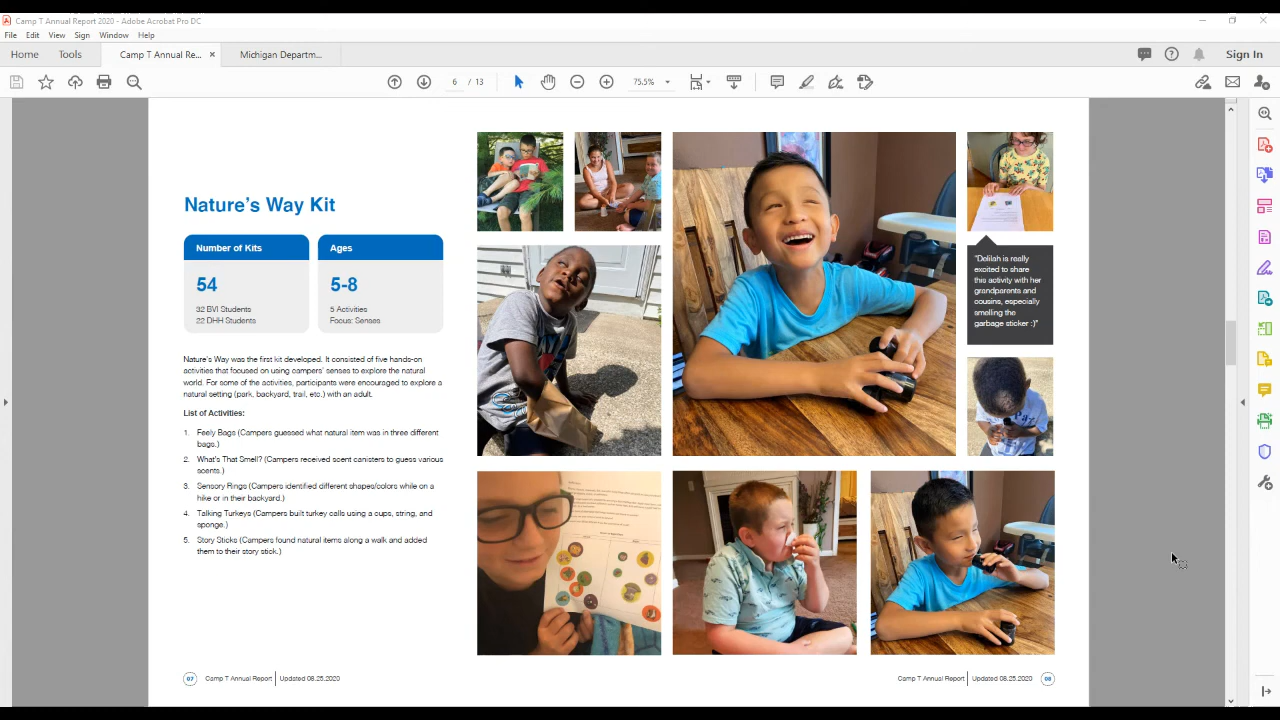 Camp T Annual Report 2020 - Adobe Acrobat Pro DC
File Edit View Sign Window Help
Home Tools Camp T Annual Re... × Michigan Departm... Sign In
6 / 13 75.5%
Nature's Way Kit
Number of Kits
54
32 BVI Students
22 DHH Students
Ages
5-8
5 Activities
Focus: Senses
Nature's Way was the first kit developed. It consisted of five hands-on
activities that focused on using campers' senses to explore the natural
world. For some of the activities, participants were encouraged to explore a
natural setting (park, backyard, trail, etc.) with an adult.
List of Activities:
1. Feely Bags (Campers guessed what natural item was in three different
bags.)
2. What's That Smell? (Campers received scent canisters to guess various
scents.)
3. Sensory Rings (Campers identified different shapes/colors while on a
hike or in their backyard.)
4. Talking Turkeys (Campers built turkey calls using a cups, string, and
sponge.)
5. Story Sticks (Campers found natural items along a walk and added
them to their story stick.)
"Delilah is really
excited to share
this activity with her
grandparents and
cousins, especially
smelling the
garbage sticker :)"
07 Camp T Annual Report | Updated 08.25.2020
Camp T Annual Report | Updated 08.25.2020 08